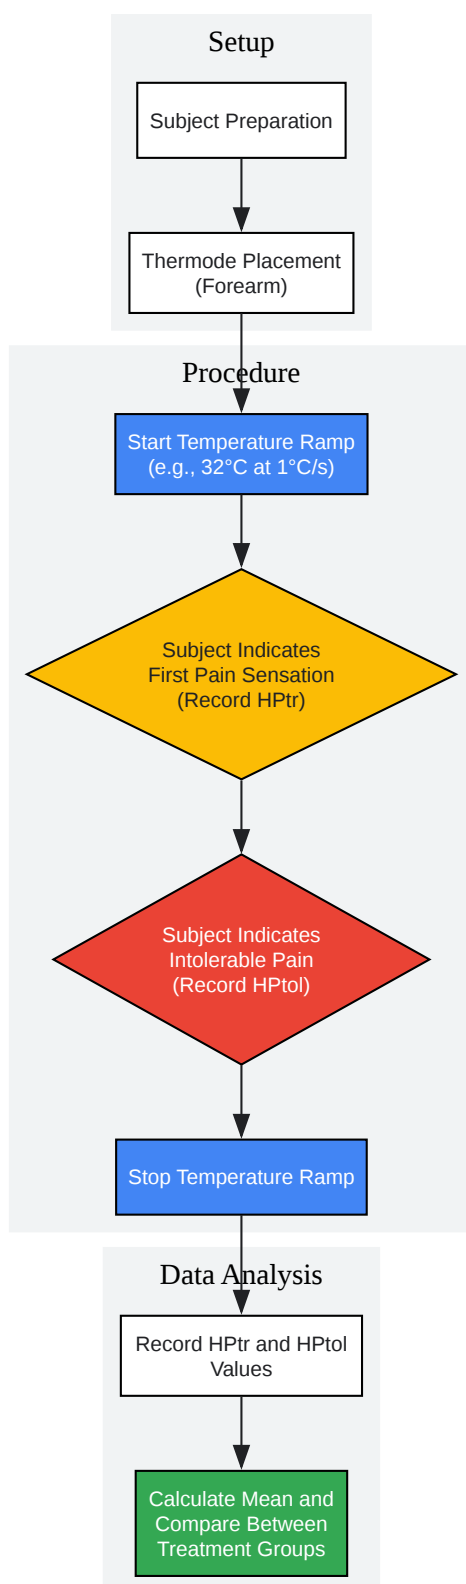 Setup
Subject Preparation
Thermode Placement
(Forearm)
Procedure
Start Temperature Ramp
(e.g., 32°C at 1°C/s)
Subject Indicates
First Pain Sensation
(Record HPtr)
Subject Indicates
Intolerable Pain
(Record HPtol)
Stop Temperature Ramp
Data Analysis
Record HPtr and HPtol
Values
Calculate Mean and
Compare Between
Treatment Groups